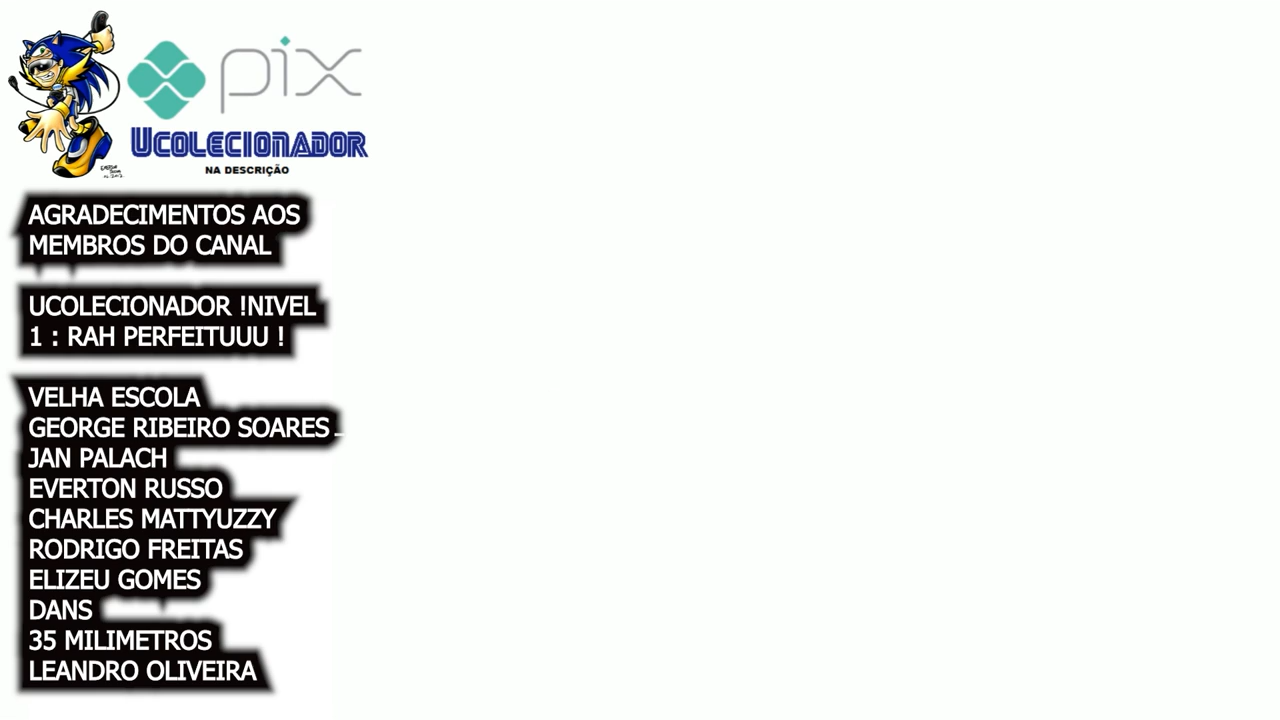 pix
UCOLECIONADOR
NA DESCRIÇÃO
AGRADECIMENTOS AOS
MEMBROS DO CANAL
UCOLECIONADOR !NIVEL
1 : RAH PERFEITUUU !
VELHA ESCOLA
GEORGE RIBEIRO SOARES
JAN PALACH
EVERTON RUSSO
CHARLES MATTYUZZY
RODRIGO FREITAS
ELIZEU GOMES
DANS
35 MILIMETROS
LEANDRO OLIVEIRA